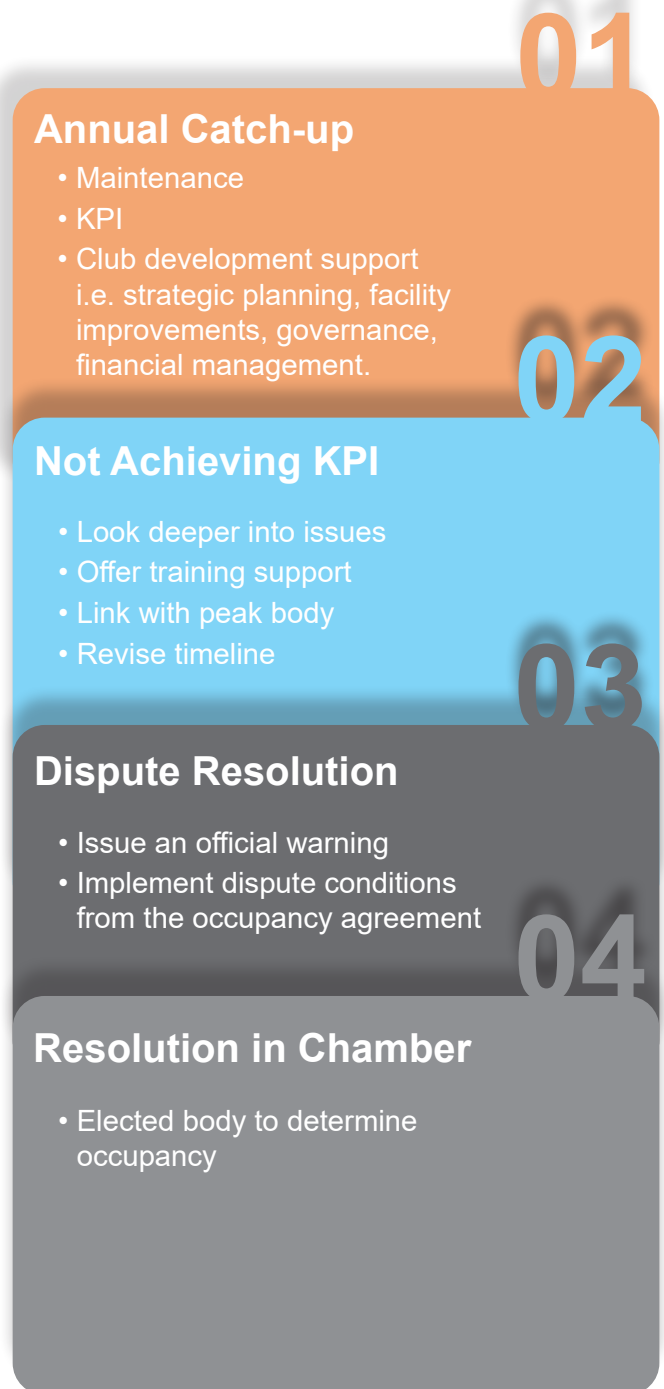 01
Annual Catch-up
• Maintenance
• KPI
• Club development support
i.e. strategic planning, facility
improvements, governance,
financial management.
02
Not Achieving KPI
• Look deeper into issues
• Offer training support
• Link with peak body
• Revise timeline
03
Dispute Resolution
• Issue an official warning
• Implement dispute conditions
from the occupancy agreement
04
Resolution in Chamber
• Elected body to determine
occupancy